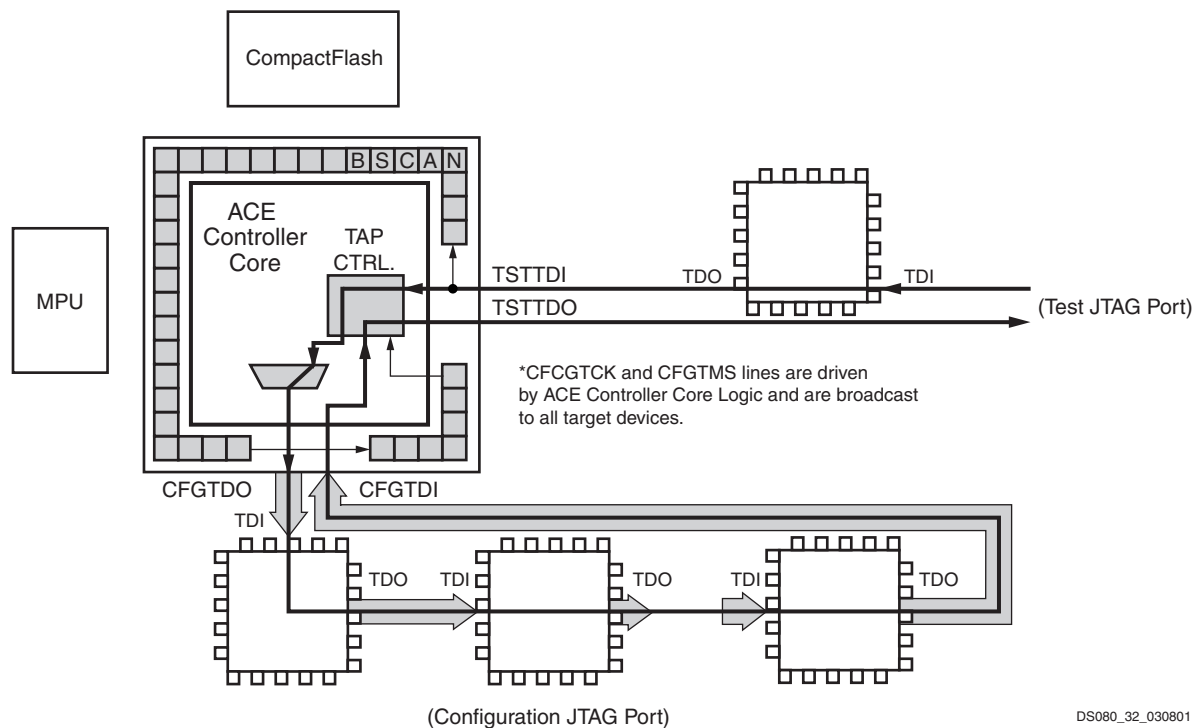 CompactFlash
BSCAN
ACE
Controller
Core
TAP
CTRL.
MPU
TSTTDI
TDO
TDI
TSTTDO
(Test JTAG Port)
*CFCGTCK and CFGTMS lines are driven
by ACE Controller Core Logic and are broadcast
to all target devices.
CFGTDO
CFGTDI
TDI
TDO
TDI
TDO
TDI
TDO
(Configuration JTAG Port)
DS080_32_030801